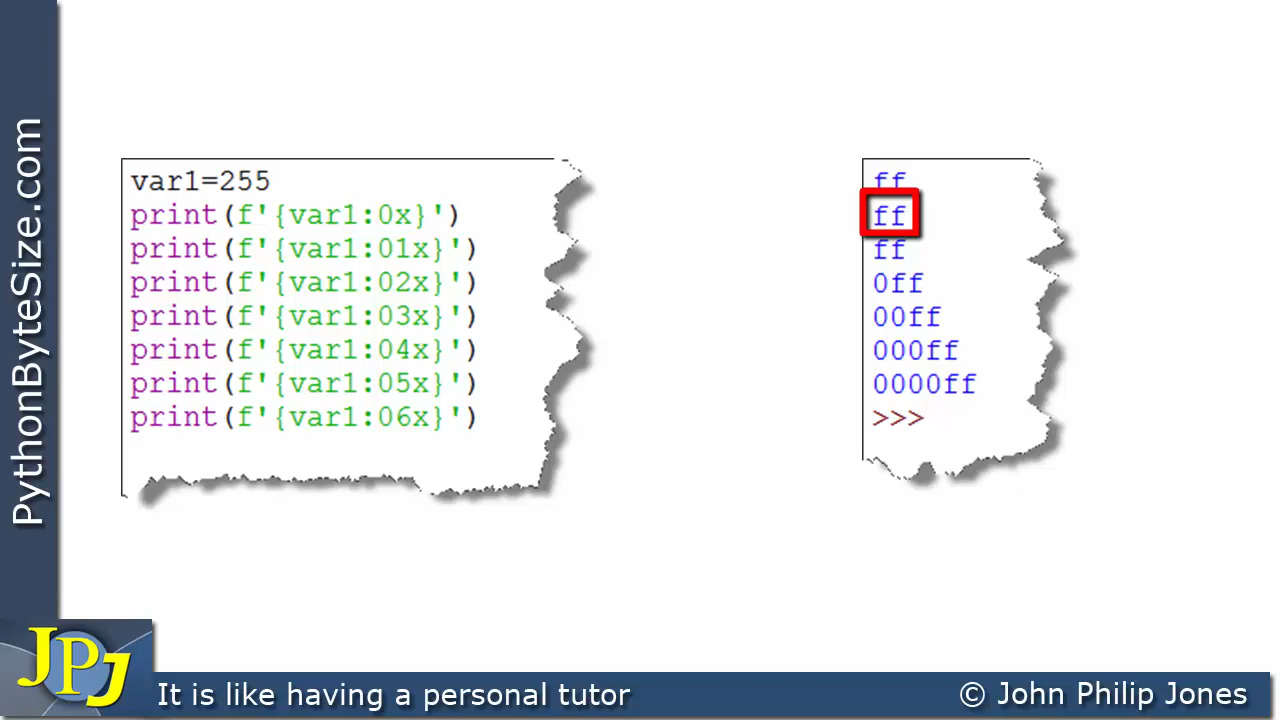 PythonByteSize.com
var1=255
print(f'{var1:0x}')
print(f'{var1:01x}')
print(f'{var1:02x}')
print(f'{var1:03x}')
print(f'{var1:04x}')
print(f'{var1:05x}')
print(f'{var1:06x}')
ff
ff
ff
0ff
00ff
000ff
0000ff
>>>
JPJ
It is like having a personal tutor
© John Philip Jones